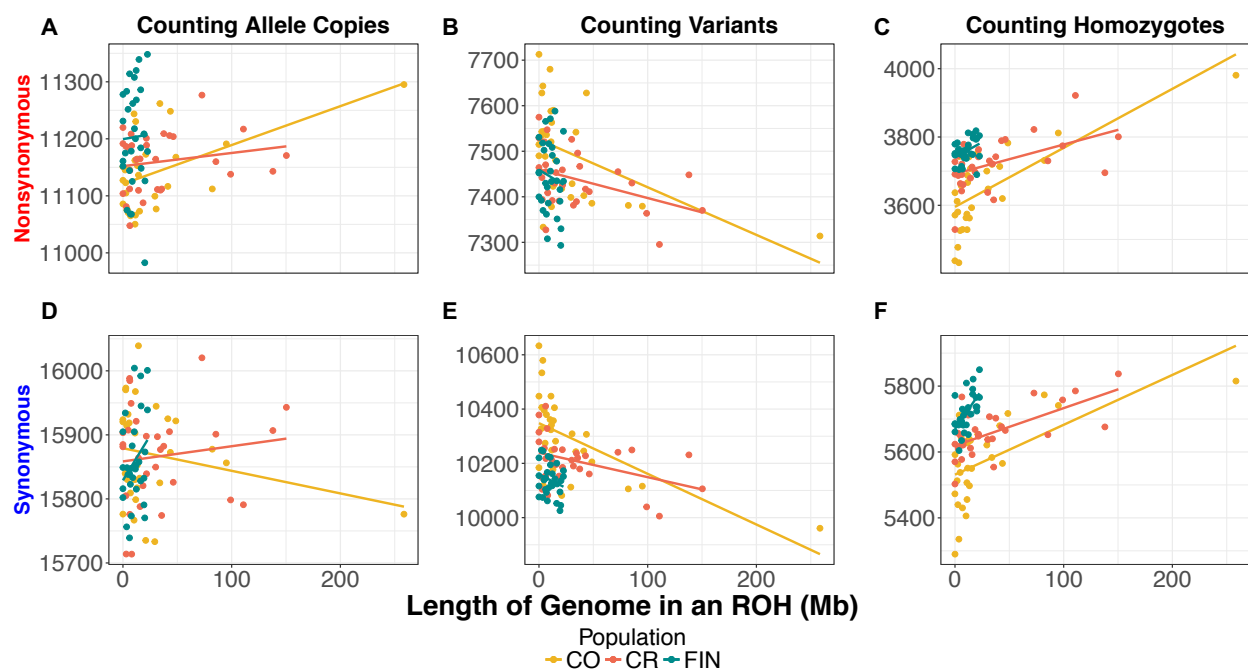 A Counting Allele Copies B Counting Variants C Counting Homozygotes
Nonsynonymous
11300
11200
11100
11000
7700
7600
7500
7400
7300
4000
3800
3600
D E F
Synonymous
16000
15900
15800
15700
10600
10400
10200
10000
5800
5600
5400
0 100 200 0 100 200 0 100 200
Length of Genome in an ROH (Mb)
Population
CO CR FIN